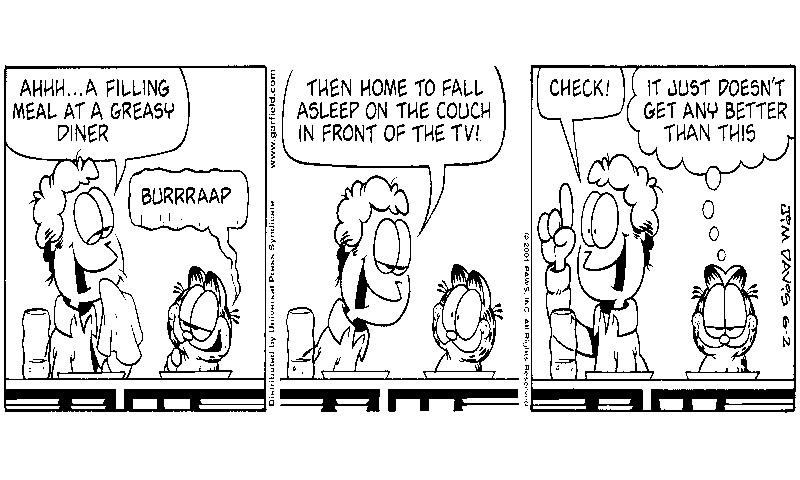 AHHH...A FILLING
MEAL AT A GREASY
DINER
BURRRAAP
www.garfield.com
Distributed by Universal Press Syndicate
THEN HOME TO FALL
ASLEEP ON THE COUCH
IN FRONT OF THE TV!
© 2001 PAWS, INC. All Rights Reserved
CHECK!
IT JUST DOESN'T
GET ANY BETTER
THAN THIS
JIM DAVIS 6-2